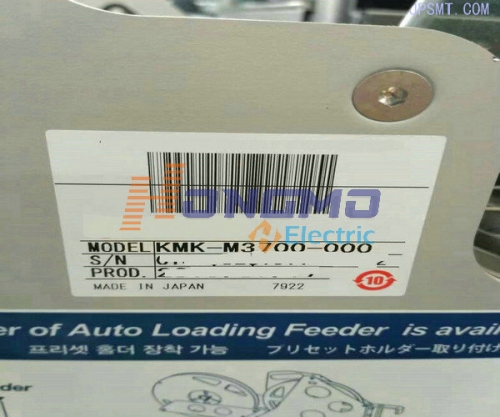 JPSMT.COM
HONGMO
Electric
MODEL KMK-M3700-000
S/N
PROD.
MADE IN JAPAN 7922
10
er of Auto Loading Feeder is avai
프리셋 홀더 장착 가능 プリセットホルダー取り付け
eder